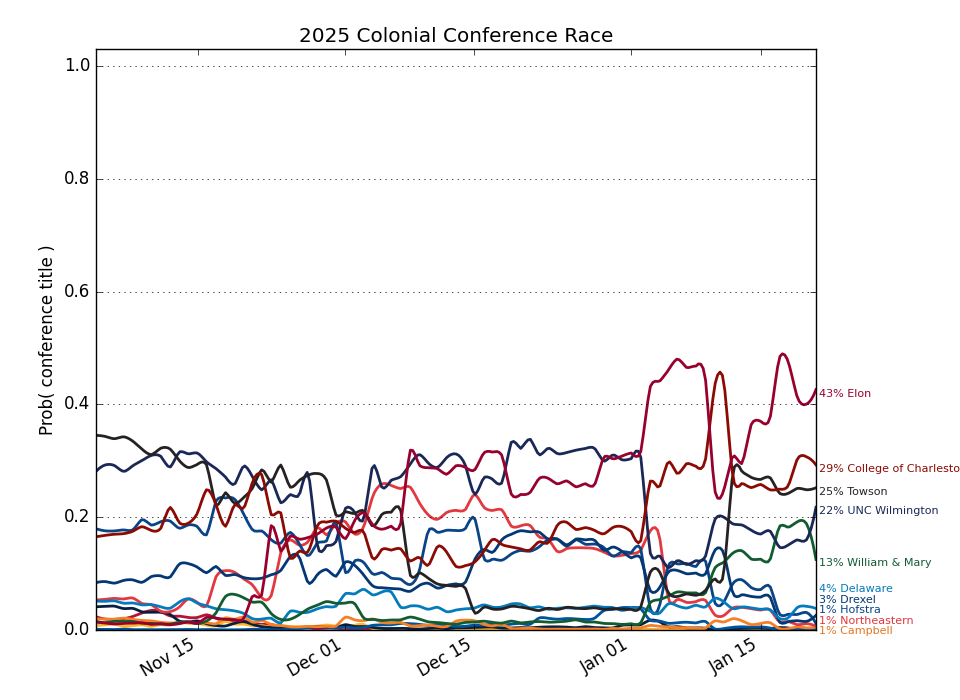 2025 Colonial Conference Race
Prob( conference title )
1.0
0.8
0.6
0.4
0.2
0.0
Nov 15
Dec 01
Dec 15
Jan 01
Jan 15
43% Elon
29% College of Charlesto
25% Towson
22% UNC Wilmington
13% William & Mary
4% Delaware
3% Drexel
1% Hofstra
1% Northeastern
1% Campbell